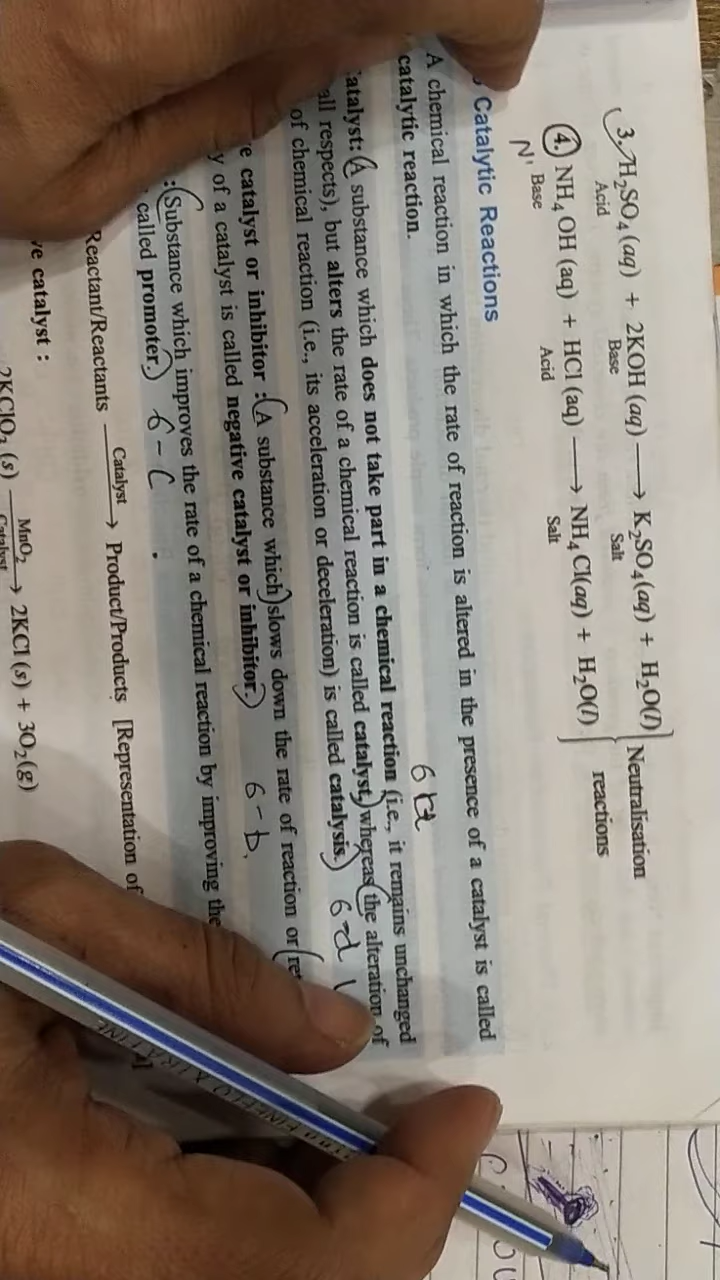 3. H₂SO₄(aq) + 2KOH (aq) ⟶ K₂SO₄(aq) + H₂O(l)
Acid Base Salt
Neutralisation
reactions
4. NH₄OH (aq) + HCl (aq) ⟶ NH₄Cl(aq) + H₂O(l)
Base Acid Salt
Catalytic Reactions
A chemical reaction in which the rate of reaction is altered in the presence of a catalyst is called
catalytic reaction.
atalyst: (A substance which does not take part in a chemical reaction (i.e., it remains unchanged
all respects), but alters the rate of a chemical reaction is called catalyst,) whereas (the alteration of
of chemical reaction (i.e., its acceleration or deceleration) is called catalysis.) 6-d
e catalyst or inhibitor : (A substance which) slows down the rate of reaction or (re
y of a catalyst is called negative catalyst or inhibitor.) 6-b,
: (Substance which improves the rate of a chemical reaction by improving the
called promoter.) 6-C
Reactant/Reactants Catalyst⟶ Product/Products [Representation of
ve catalyst :
2KClO₃ (s) MnO₂⟶ 2KCl (s) + 3O₂(g)
Catalyst